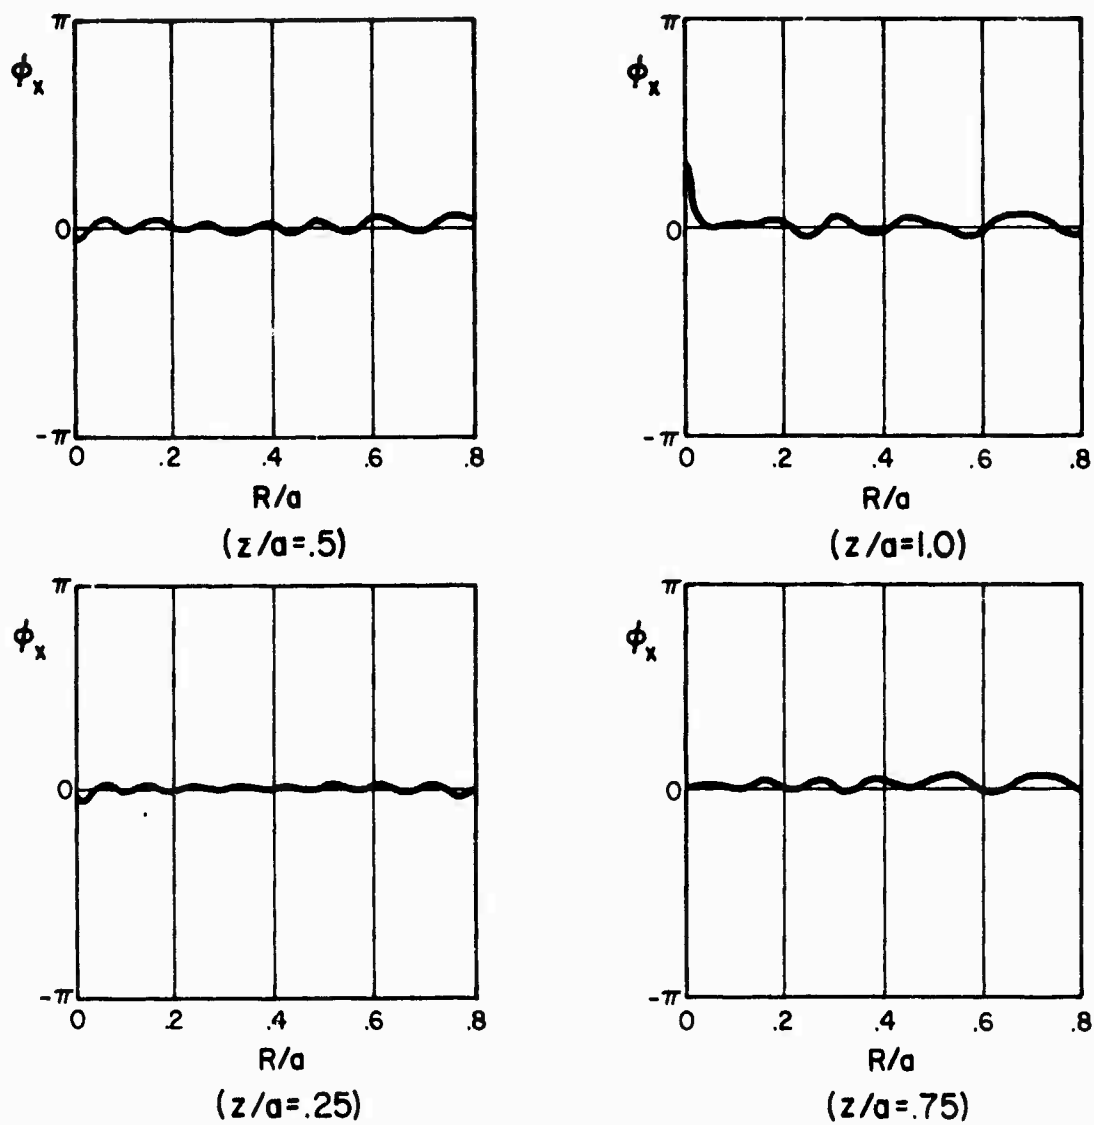 π
ϕx
0
-π
0 .2 .4 .6 .8
R/a
(z/a=.5)
π
ϕx
0
-π
0 .2 .4 .6 .8
R/a
(z/a=1.0)
π
ϕx
0
-π
0 .2 .4 .6 .8
R/a
(z/a=.25)
π
ϕx
0
-π
0 .2 .4 .6 .8
R/a
(z/a=.75)